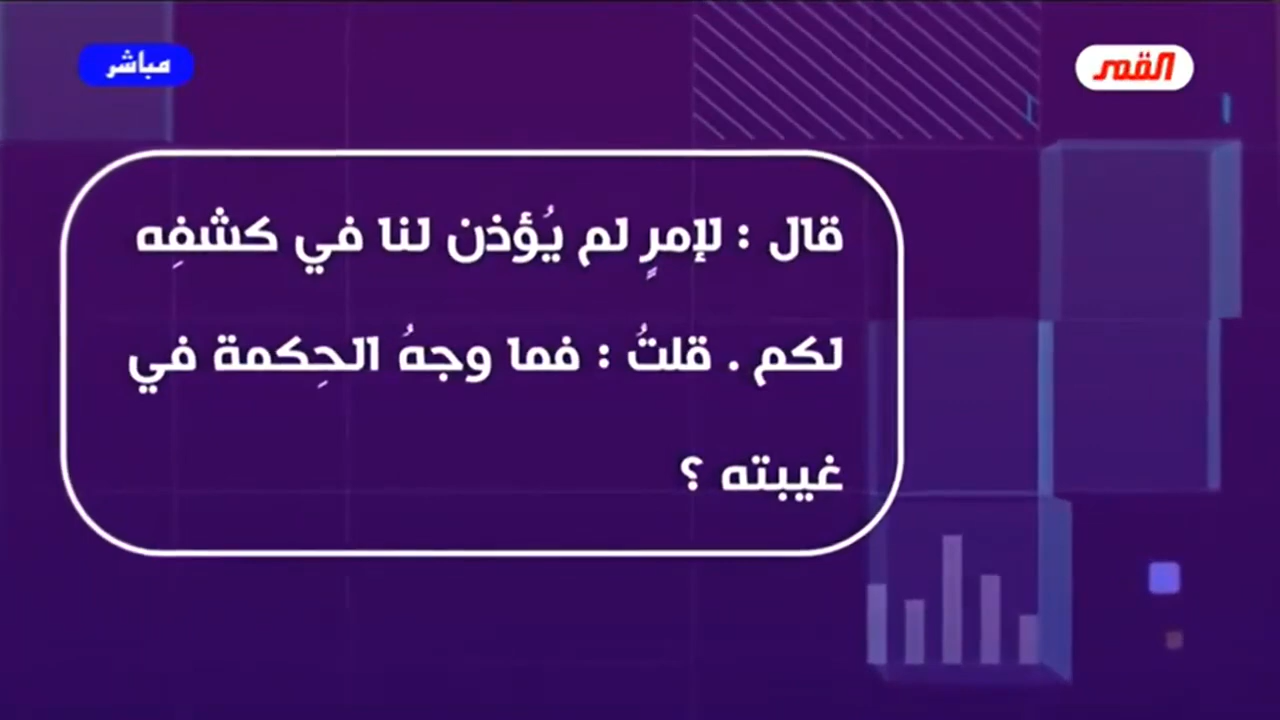 مباشر
القمر
قال : لإمرٍ لم يُؤذن لنا في كشفِه
لكم . قلتُ : فما وجهُ الحِكمة في
غيبته ؟